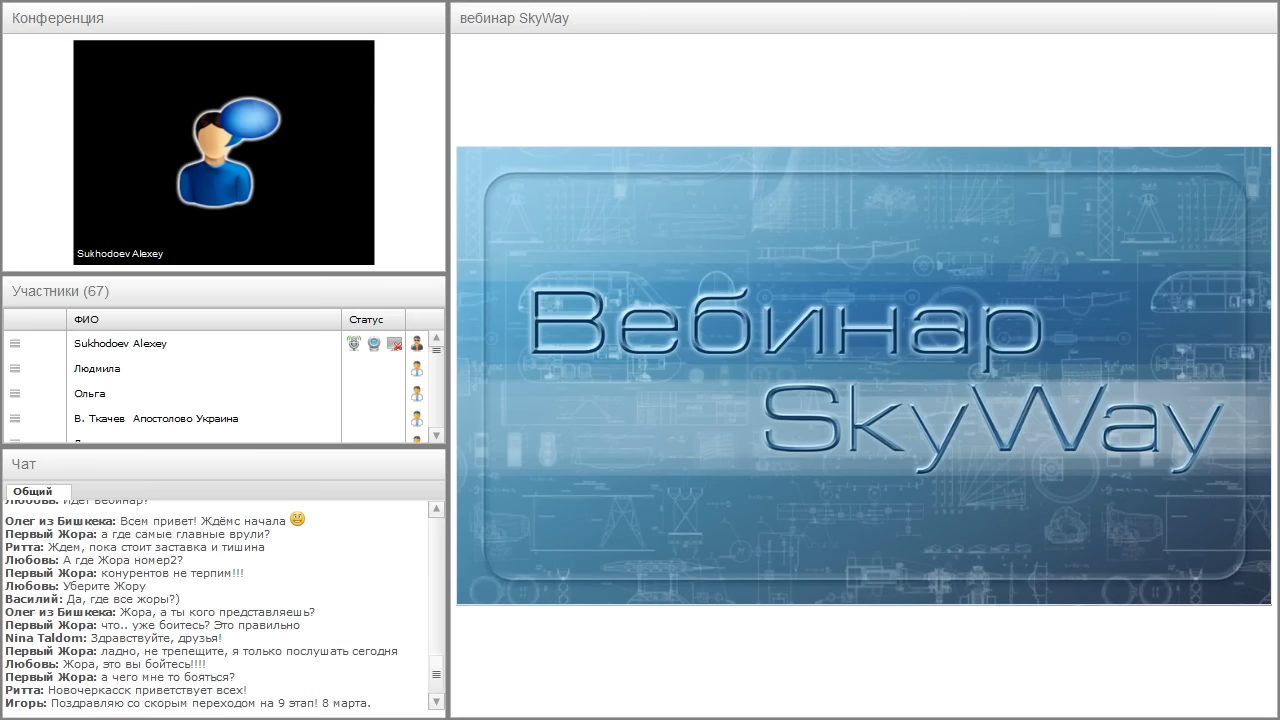 Конференция
Sukhodoev Alexey
Участники (67)
ФИО
Статус
Sukhodoev Alexey
Людмила
Ольга
В. Ткачев Апостолово Украина
Чат
Общий
Любовь: Идет вебинар?
Олег из Бишкека: Всем привет! Ждёмс начала
Первый Жора: а где самые главные врули?
Ритта: Ждем, пока стоит заставка и тишина
Любовь: А где Жора номер2?
Первый Жора: конурентов не терпим!!!
Любовь: Уберите Жору
Василий: Да, где все жоры?)
Олег из Бишкека: Жора, а ты кого представляешь?
Первый Жора: что.. уже боитесь? Это правильно
Nina Taldom: Здравствуйте, друзья!
Первый Жора: ладно, не трепещите, я только послушать сегодня
Любовь: Жора, это вы бойтесь!!!!
Первый Жора: а чего мне то бояться?
Ритта: Новочеркасск приветствует всех!
Игорь: Поздравляю со скорым переходом на 9 этап! 8 марта.
вебинар SkyWay
Вебинар
SkyWay